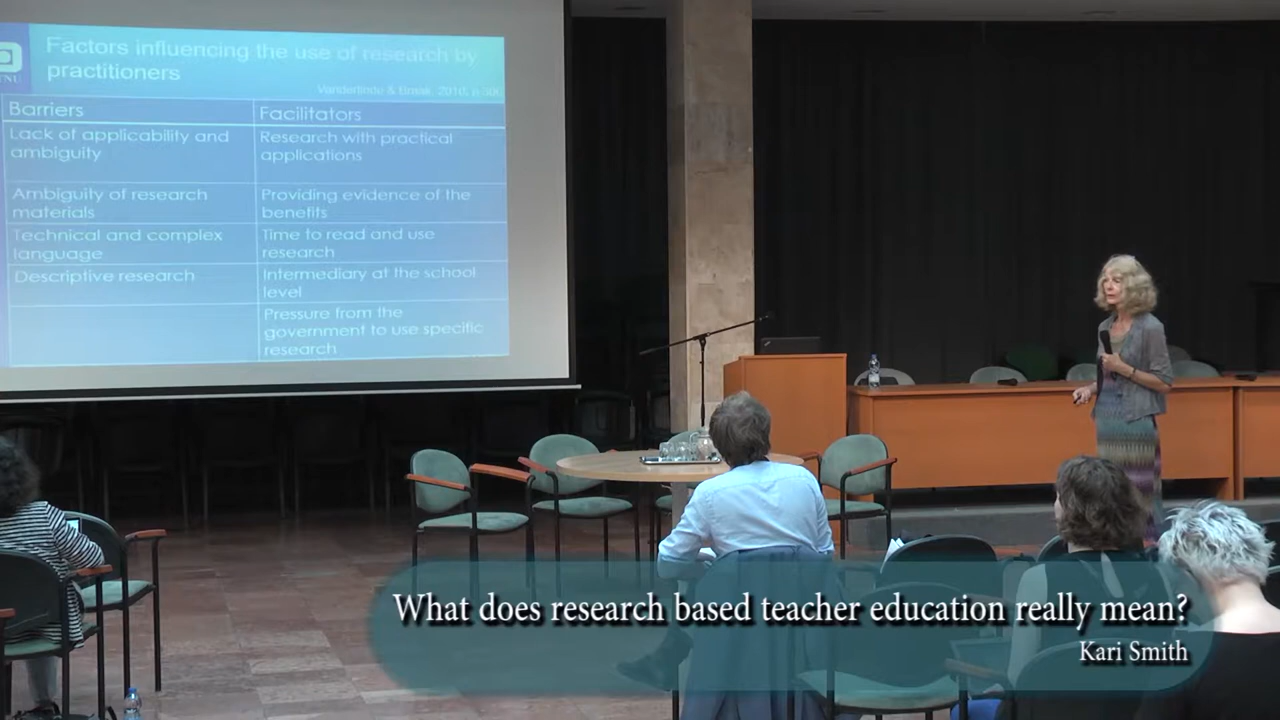 Factors influencing the use of research by
practitioners
2010, p.
Barriers
Facilitators
Lack of applicability and
ambiguity
Research with practical
applications
Ambiguity of research
materials
Providing evidence of the
benefits
Technical and complex
language
Time to read and use
research
Descriptive research
Intermediary at the school
level
Pressure from the
government to use specific
research
What does research based teacher education really mean?
Kari Smith